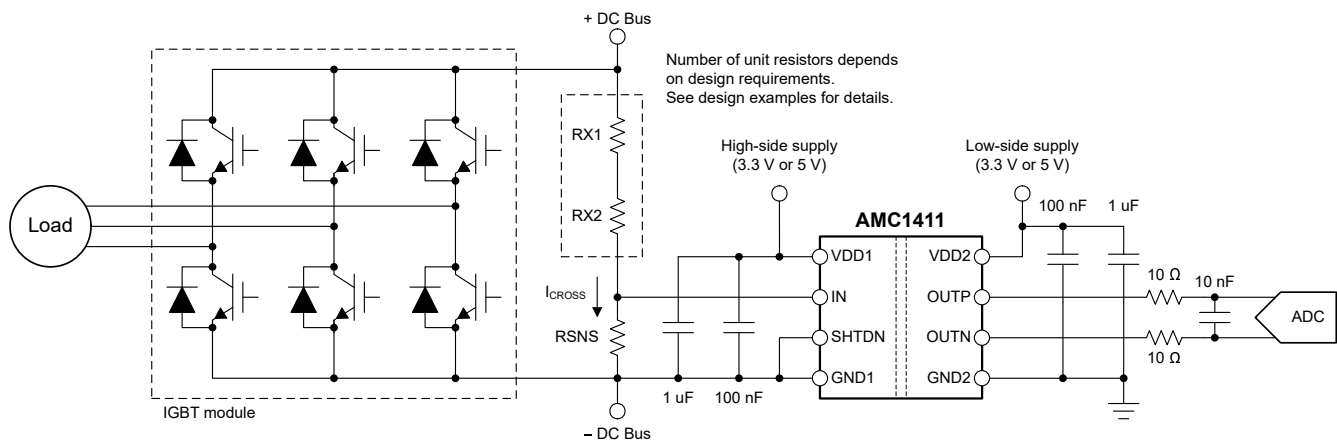 + DC Bus
Number of unit resistors depends
on design requirements.
See design examples for details.
RX1
RX2
High-side supply
(3.3 V or 5 V)
Low-side supply
(3.3 V or 5 V)
100 nF
1 uF
AMC1411
Load
VDD1
VDD2
ICROSS
IN
OUTP
10 Ω
10 nF
ADC
RSNS
SHTDN
OUTN
10 Ω
GND1
GND2
1 uF
100 nF
IGBT module
– DC Bus